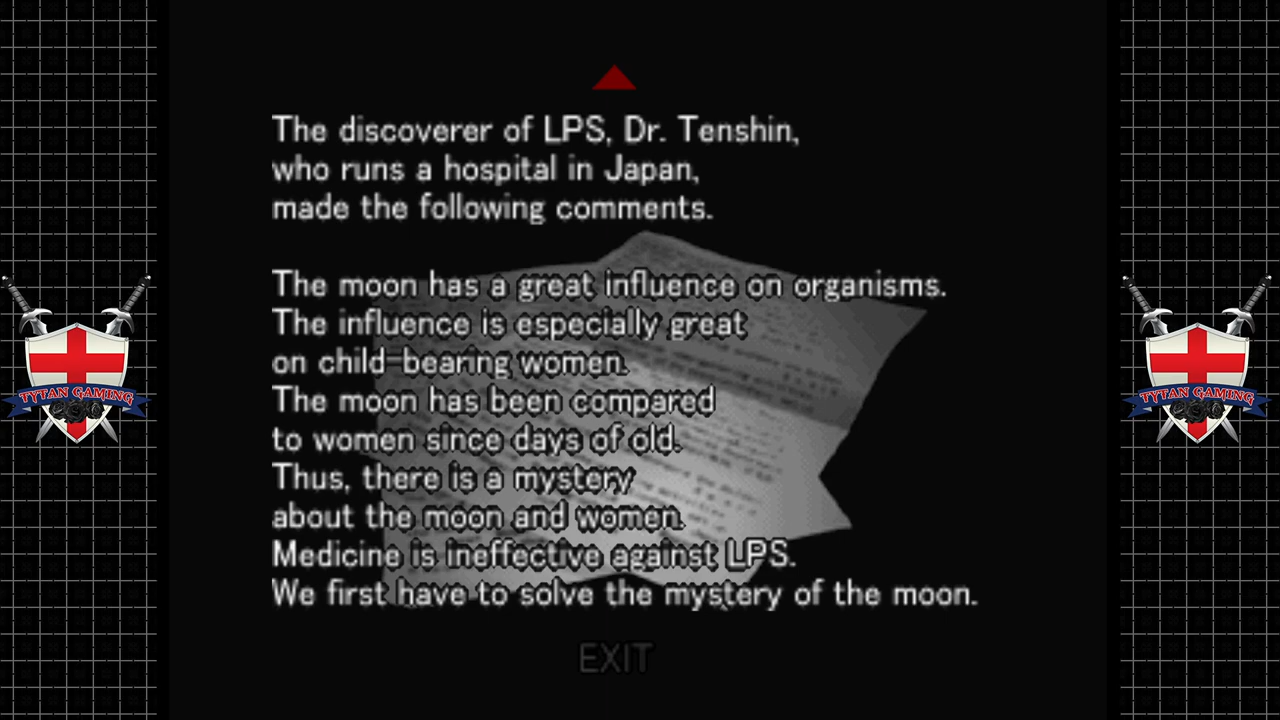 The discoverer of LPS, Dr. Tenshin,
who runs a hospital in Japan,
made the following comments.
The moon has a great influence on organisms.
The influence is especially great
on child-bearing women.
The moon has been compared
to women since days of old.
Thus, there is a mystery
about the moon and women.
Medicine is ineffective against LPS.
We first have to solve the mystery of the moon.
EXIT
TYTAN GAMING
TYTAN GAMING